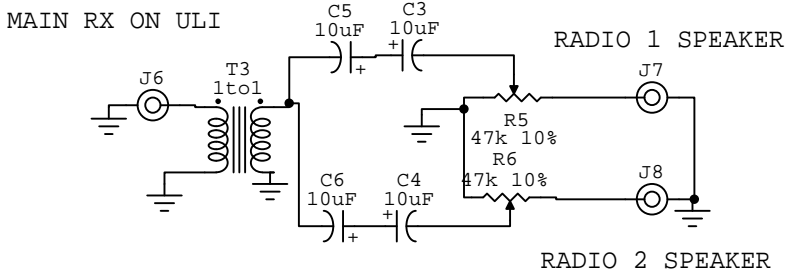 MAIN RX ON ULI
C5
10uF
C3
10uF
+
+
RADIO 1 SPEAKER
J6
T3
1to1
J7
R5
47k 10%
R6
47k 10%
J8
C6
10uF
C4
10uF
+
+
RADIO 2 SPEAKER